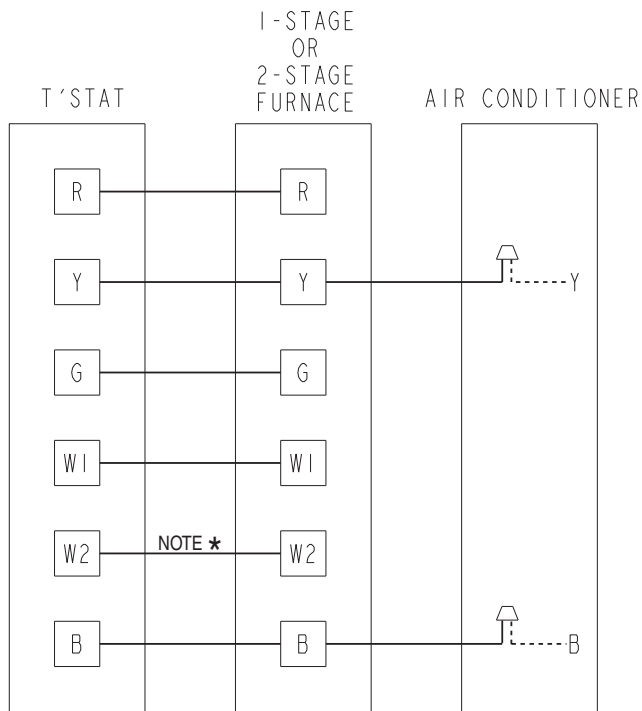 1-STAGE
OR
2-STAGE
FURNACE
T'STAT
AIR CONDITIONER
R R
Y Y Y
G G
W1 W1
W2 NOTE * W2
B B B